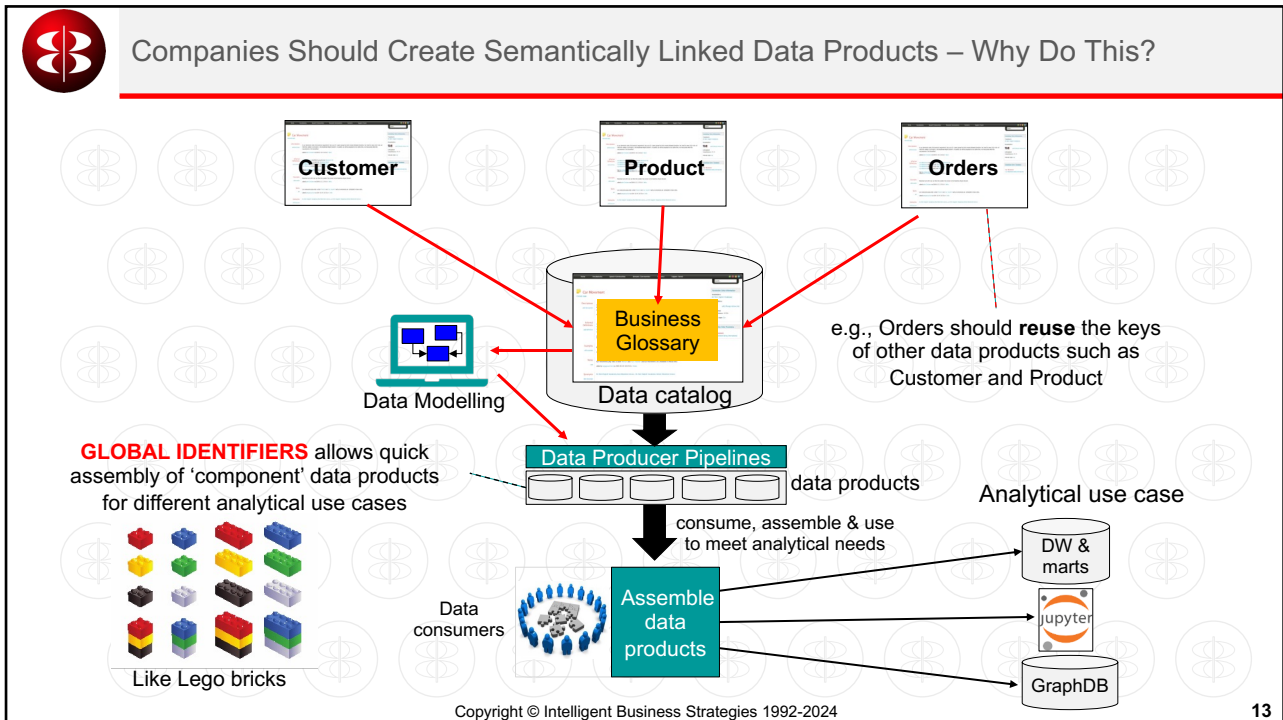 Companies Should Create Semantically Linked Data Products – Why Do This?
Customer
Product
Orders
Business
Glossary
Data catalog
Data Modelling
e.g., Orders should reuse the keys
of other data products such as
Customer and Product
GLOBAL IDENTIFIERS allows quick
assembly of 'component' data products
for different analytical use cases
Like Lego bricks
Data Producer Pipelines
data products
consume, assemble & use
to meet analytical needs
Data
consumers
Assemble
data
products
Analytical use case
DW &
marts
jupyter
GraphDB
Copyright © Intelligent Business Strategies 1992-2024
13